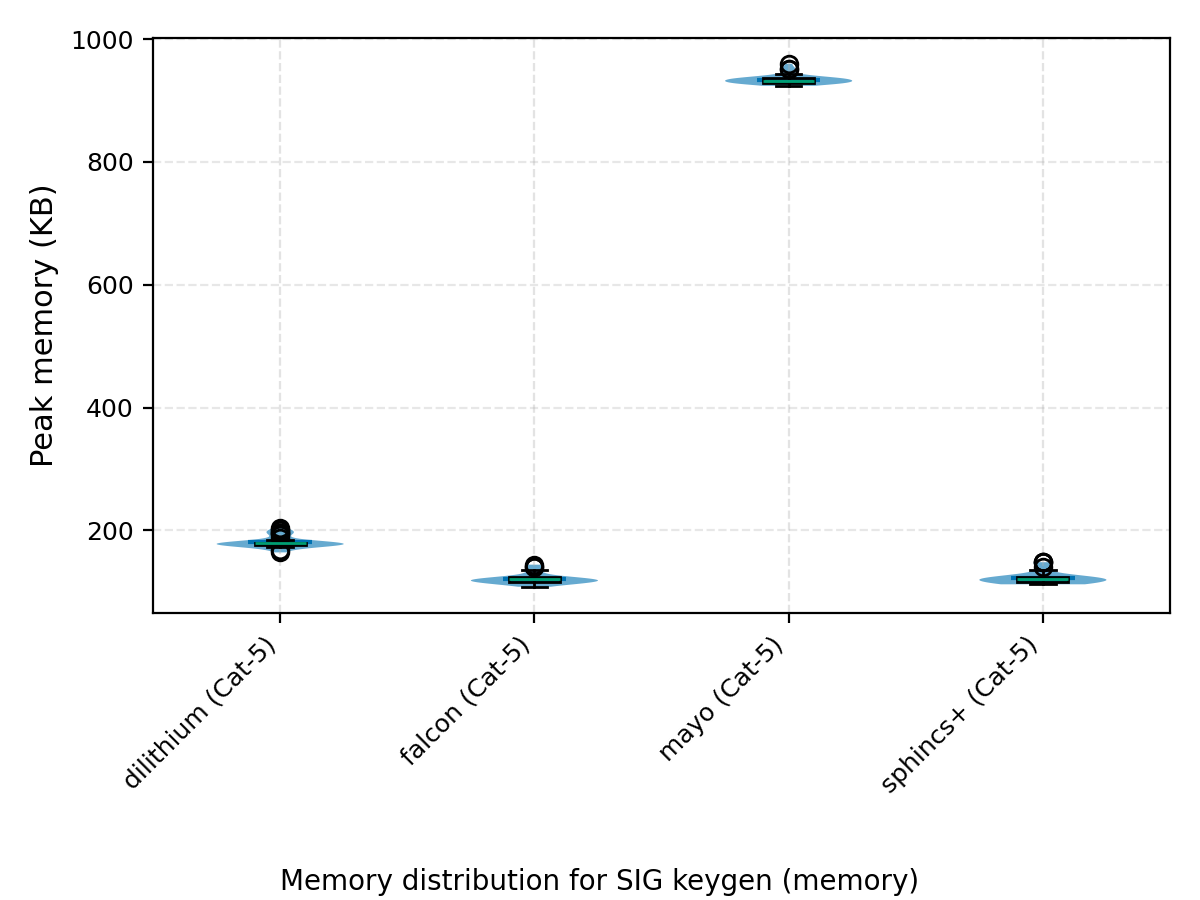 1000
800
600
400
200
Peak memory (KB)
dilithium (Cat-5)
falcon (Cat-5)
mayo (Cat-5)
sphincs+ (Cat-5)
Memory distribution for SIG keygen (memory)